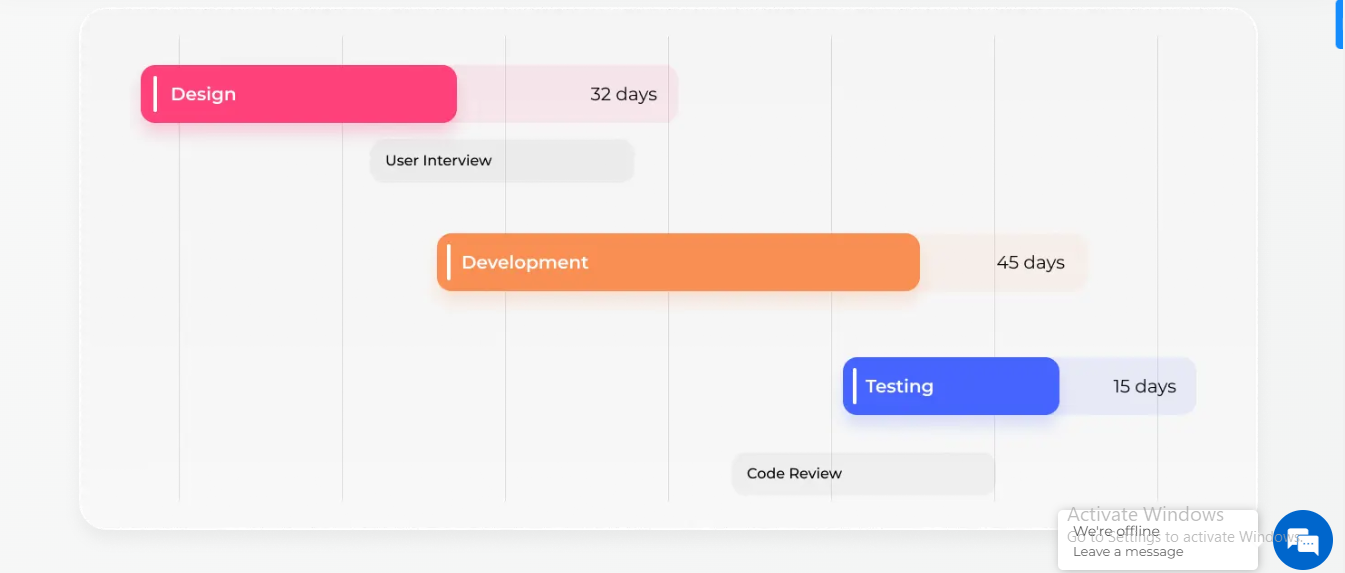 Design
32 days
User Interview
Development
45 days
Testing
15 days
Code Review
Activate Windows
Go to Settings to activate Windows.
We're offline
Leave a message